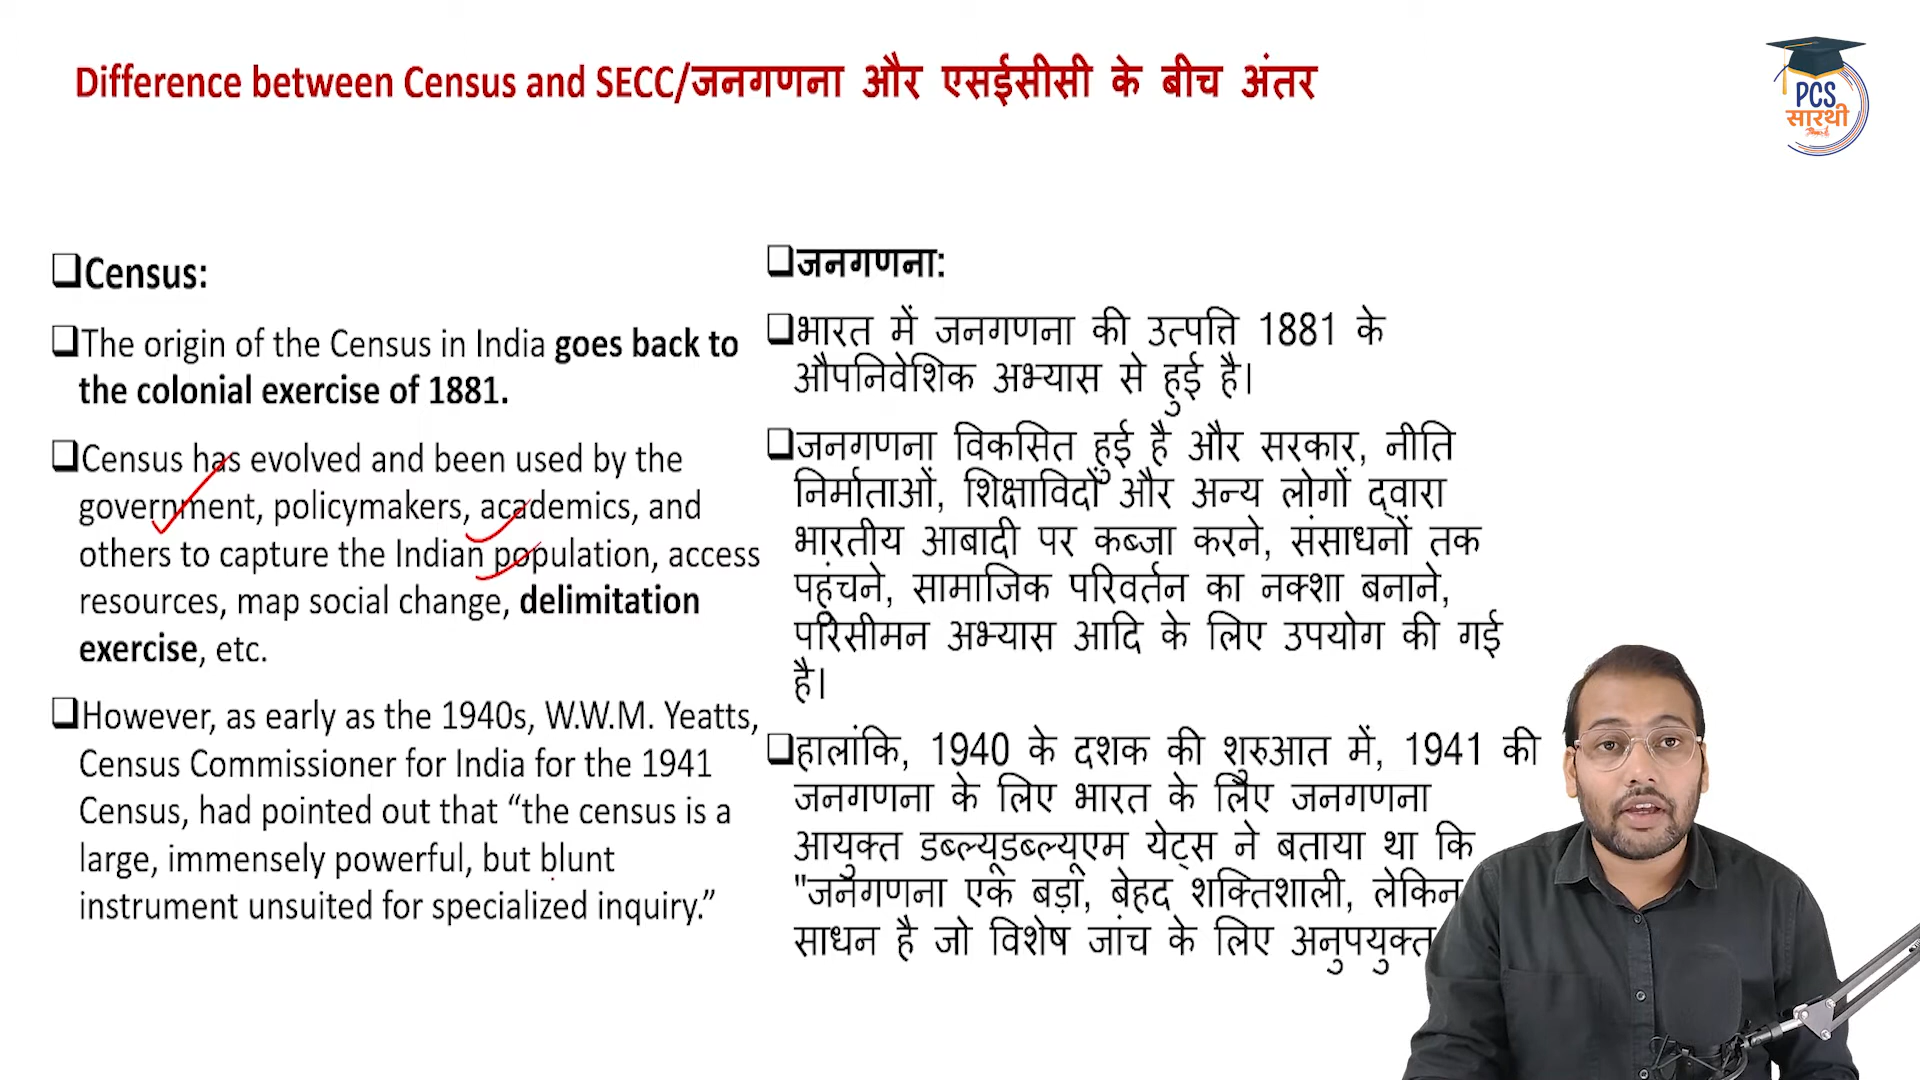 Difference between Census and SECC/जनगणना और एसईसीसी के बीच अंतर
PCS
सारथी
❑Census:
❑The origin of the Census in India goes back to
the colonial exercise of 1881.
❑Census has evolved and been used by the
government, policymakers, academics, and
others to capture the Indian population, access
resources, map social change, delimitation
exercise, etc.
❑However, as early as the 1940s, W.W.M. Yeatts,
Census Commissioner for India for the 1941
Census, had pointed out that “the census is a
large, immensely powerful, but blunt
instrument unsuited for specialized inquiry.”
❑जनगणना:
❑भारत में जनगणना की उत्पत्ति 1881 के
औपनिवेशिक अभ्यास से हुई है।
❑जनगणना विकसित हुई है और सरकार, नीति
निर्माताओं, शिक्षाविदों और अन्य लोगों द्वारा
भारतीय आबादी पर कब्जा करने, संसाधनों तक
पहुंचने, सामाजिक परिवर्तन का नक्शा बनाने,
परिसीमन अभ्यास आदि के लिए उपयोग की गई
है।
❑हालांकि, 1940 के दशक की शुरुआत में, 1941 की
जनगणना के लिए भारत के लिए जनगणना
आयुक्त डब्ल्यूडब्ल्यूएम येट्स ने बताया था कि
"जनगणना एक बड़ा, बेहद शक्तिशाली, लेकिन
साधन है जो विशेष जांच के लिए अनुपयुक्त